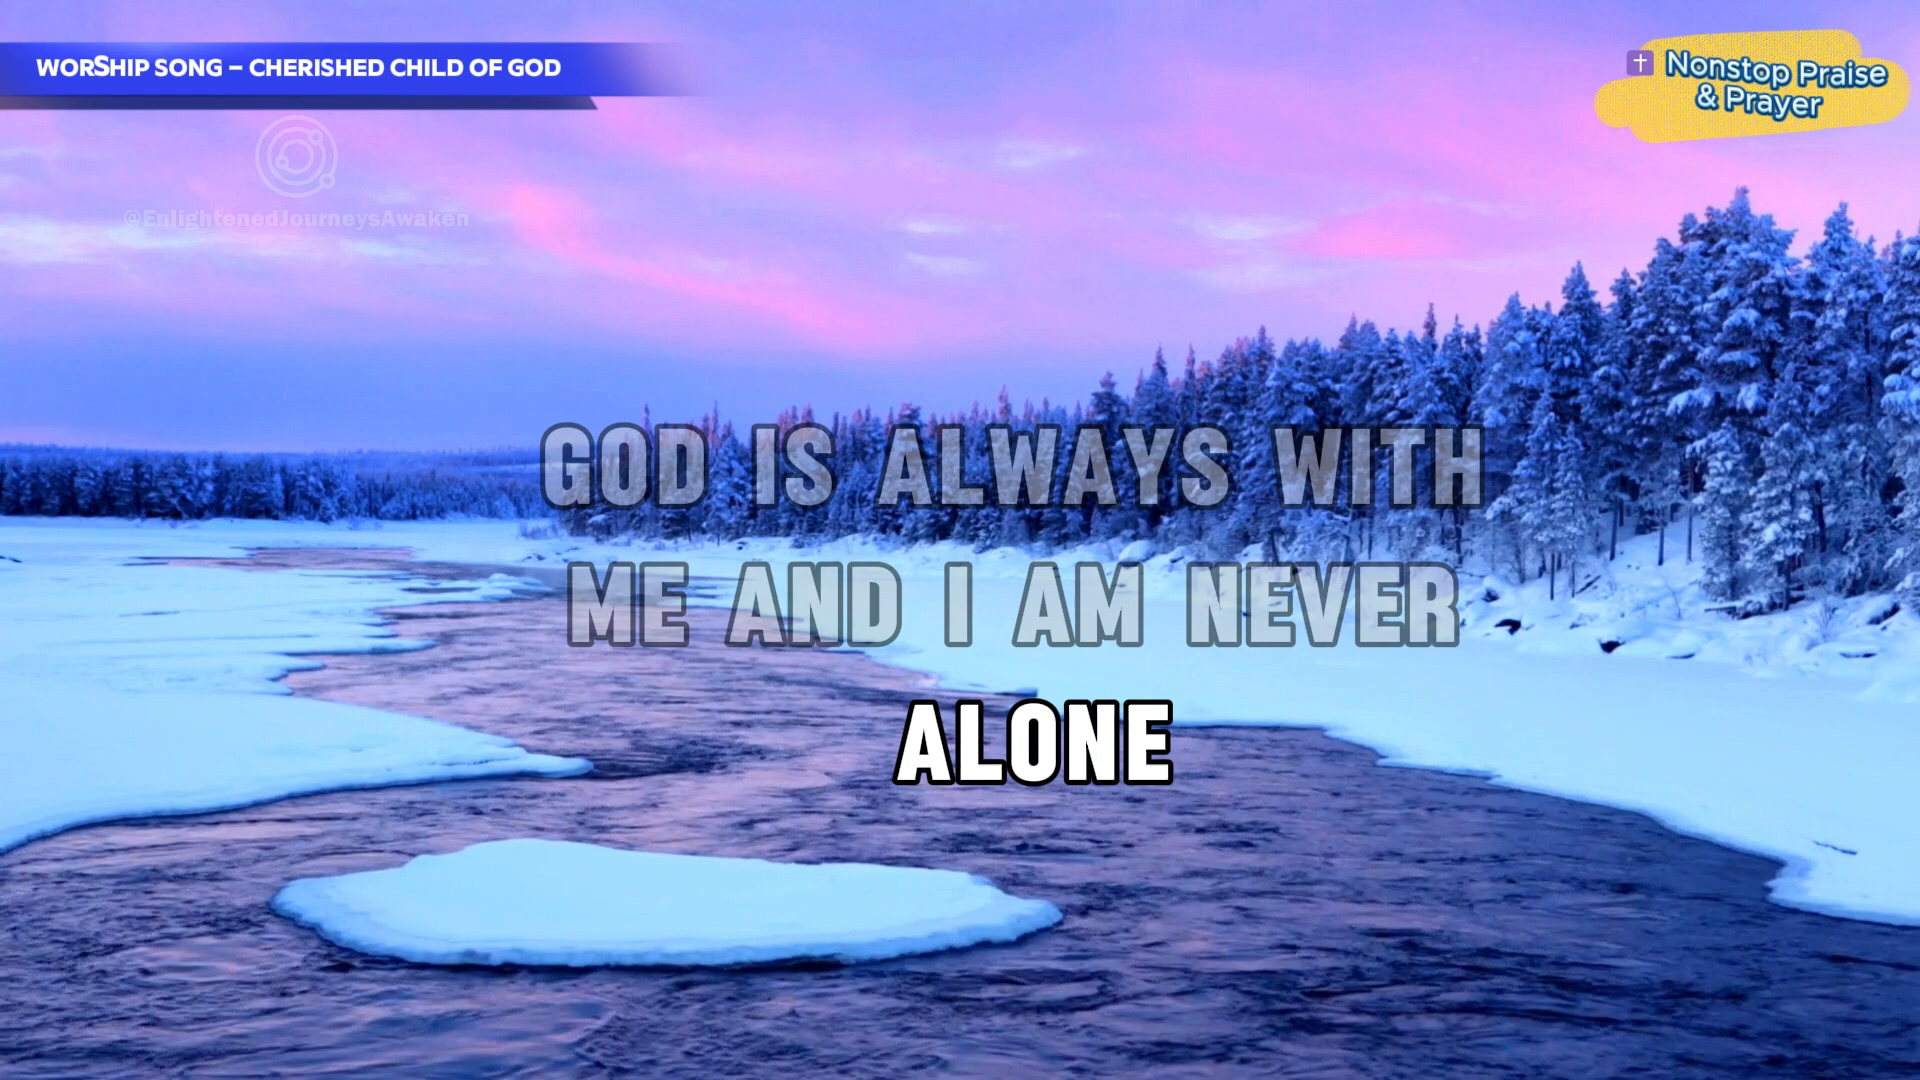 WORSHIP SONG – CHERISHED CHILD OF GOD
Nonstop Praise
& Prayer
@EnlightenedJourneysAwaken
GOD IS ALWAYS WITH
ME AND I AM NEVER
ALONE